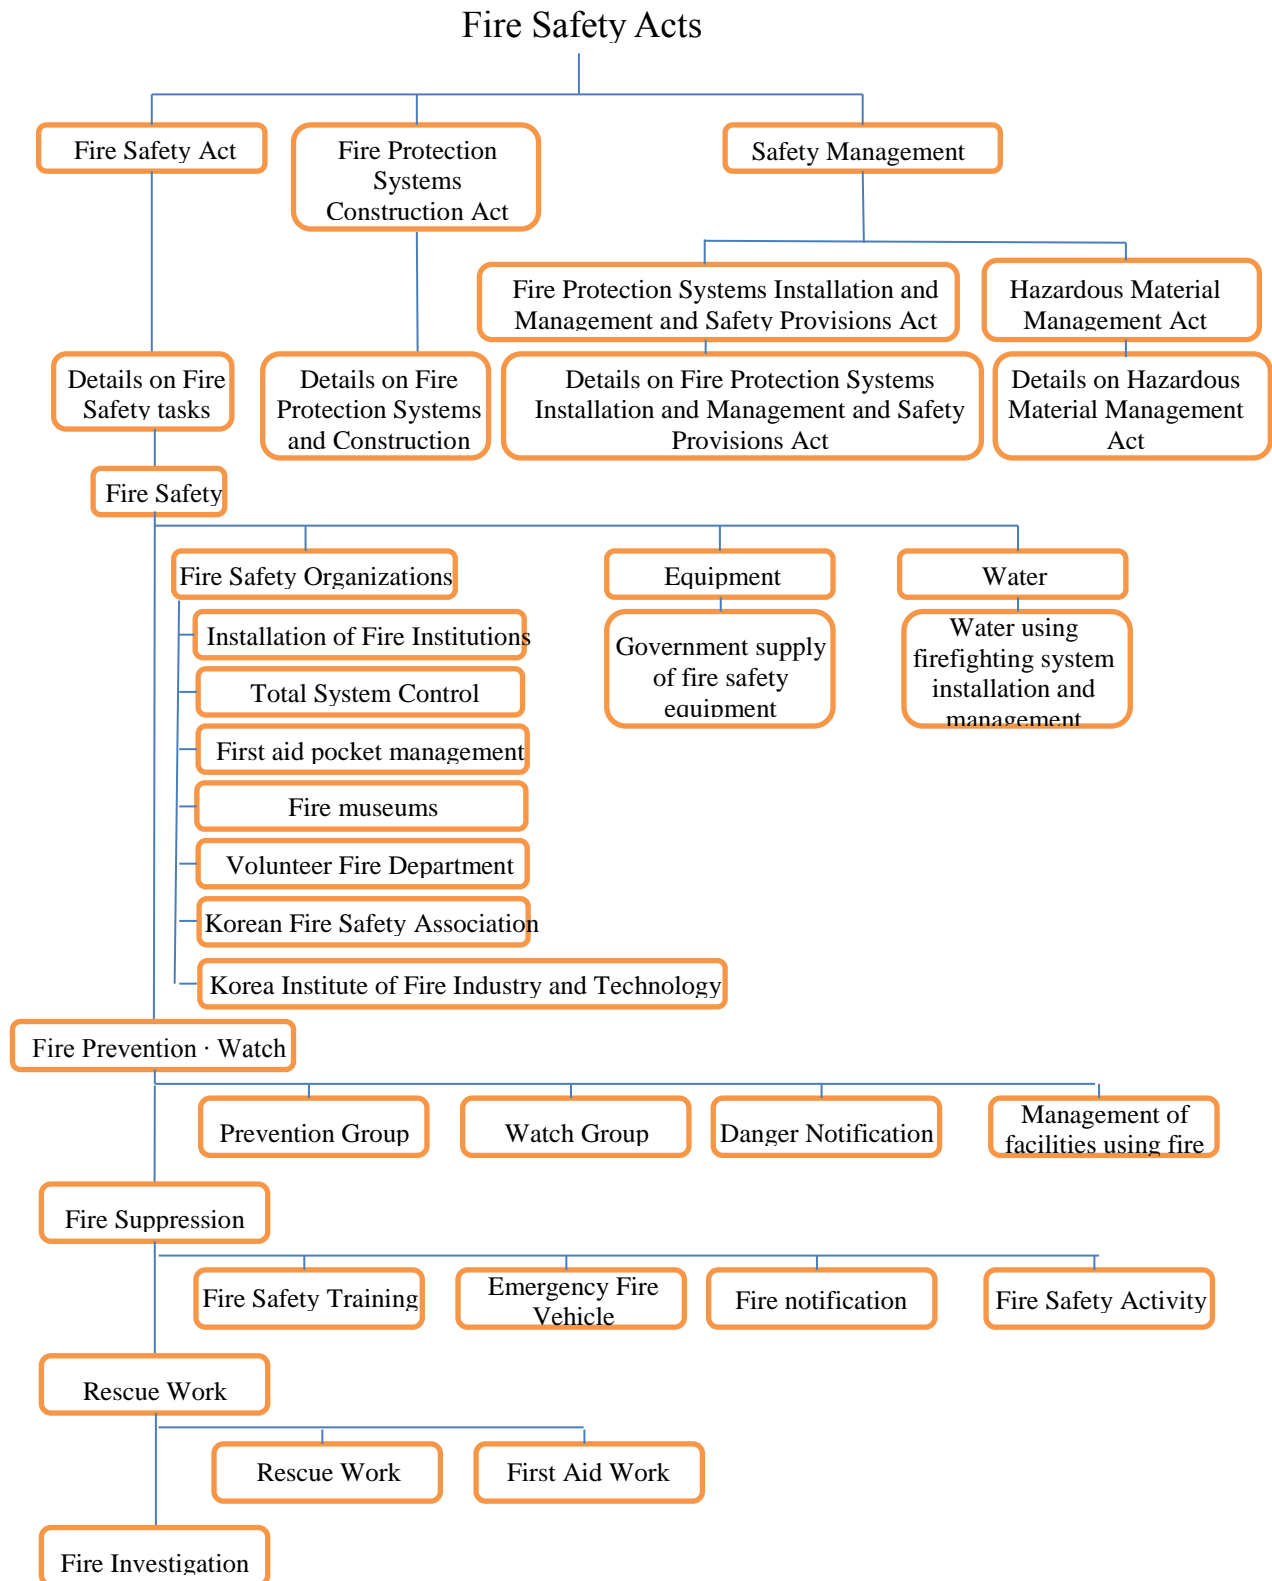 Fire Safety Acts
Fire Safety Act
Fire Protection
Systems
Construction Act
Safety Management
Fire Protection Systems Installation and
Management and Safety Provisions Act
Hazardous Material
Management Act
Details on Fire
Safety tasks
Details on Fire
Protection Systems
and Construction
Details on Fire Protection Systems
Installation and Management and Safety
Provisions Act
Details on Hazardous
Material Management
Act
Fire Safety
Fire Safety Organizations
Equipment
Water
Installation of Fire Institutions
Total System Control
First aid pocket management
Fire museums
Volunteer Fire Department
Korean Fire Safety Association
Korea Institute of Fire Industry and Technology
Government supply
of fire safety
equipment
Water using
firefighting system
installation and
management
Fire Prevention · Watch
Prevention Group
Watch Group
Danger Notification
Management of
facilities using fire
Fire Suppression
Fire Safety Training
Emergency Fire
Vehicle
Fire notification
Fire Safety Activity
Rescue Work
Rescue Work
First Aid Work
Fire Investigation